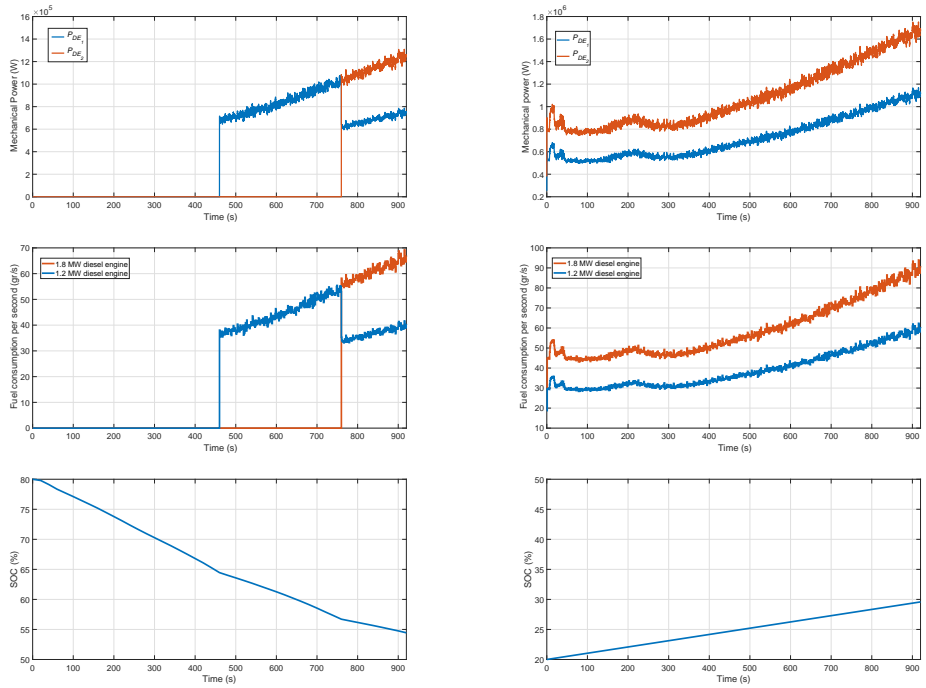 ×10⁵
16
14
12
10
8
6
4
2
0
Mechanical Power (W)
P_DE₁
P_DE₂
0 100 200 300 400 500 600 700 800 900
Time (s)
×10⁶
1.8
1.6
1.4
1.2
1
0.8
0.6
0.4
0.2
Mechanical power (W)
P_DE₁
P_DE₂
0 100 200 300 400 500 600 700 800 900
Time (s)
70
60
50
40
30
20
10
0
Fuel consumption per second (gr/s)
1.8 MW diesel engine
1.2 MW diesel engine
0 100 200 300 400 500 600 700 800 900
Time (s)
100
90
80
70
60
50
40
30
20
10
Fuel consumption per second (gr/s)
1.8 MW diesel engine
1.2 MW diesel engine
0 100 200 300 400 500 600 700 800 900
Time (s)
80
75
70
65
60
55
50
SOC (%)
0 100 200 300 400 500 600 700 800 900
Time (s)
50
45
40
35
30
25
20
SOC (%)
0 100 200 300 400 500 600 700 800 900
Time (s)